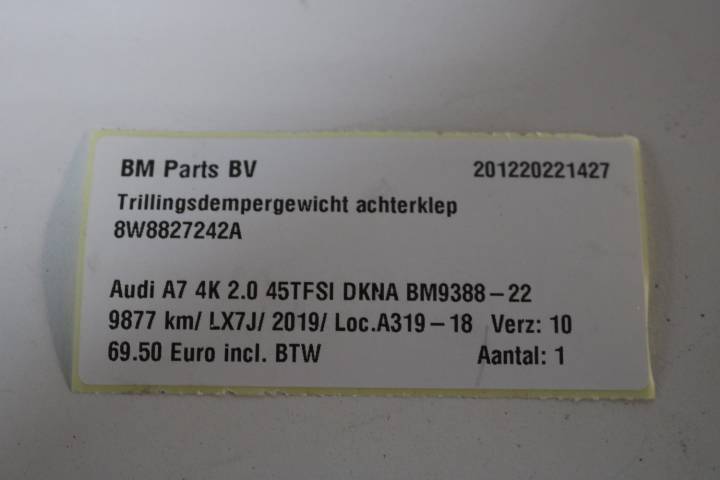 BM Parts BV 201220221427
Trillingsdempergewicht achterklep
8W8827242A
Audi A7 4K 2.0 45TFSI DKNA BM9388-22
9877 km/ LX7J/ 2019/ Loc.A319-18 Verz: 10
69.50 Euro incl. BTW Aantal: 1